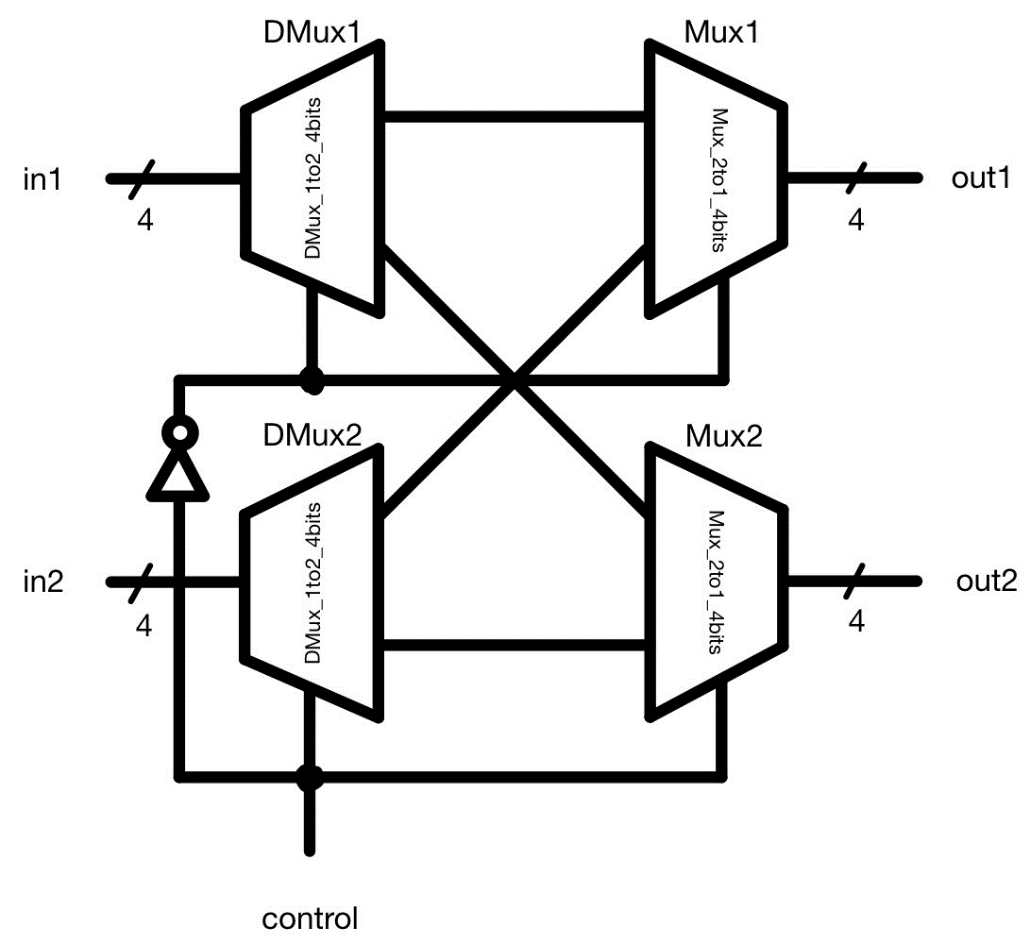 DMux1
Mux1
DMux_1to2_4bits
Mux_2to1_4bits
in1
4
4
out1
DMux2
Mux2
DMux_1to2_4bits
Mux_2to1_4bits
in2
4
4
out2
control